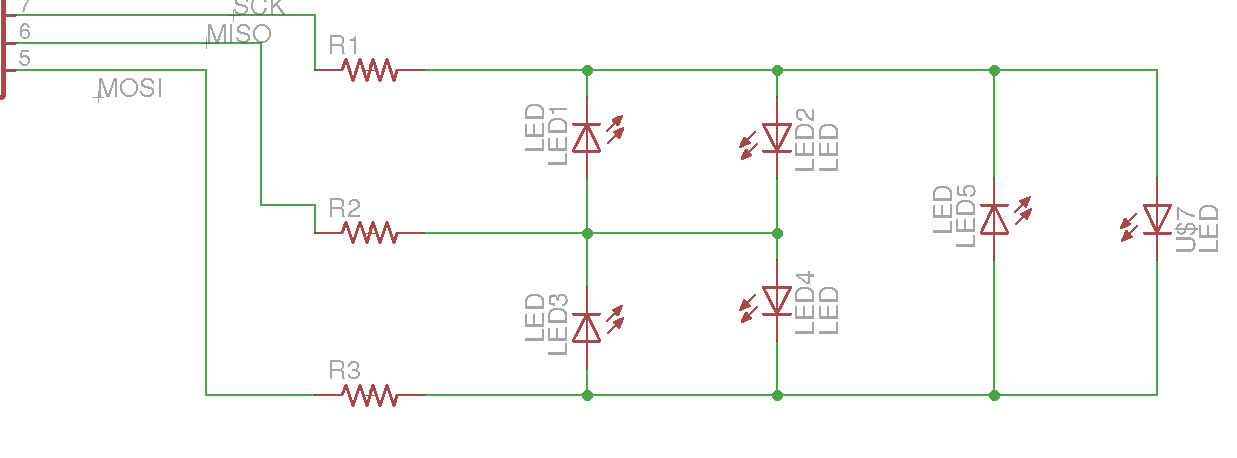 7
SCK
6
MISO
5
MOSI
R1
LED
LED1
LED2
LED
R2
LED
LED5
U$7
LED
LED
LED3
LED4
LED
R3